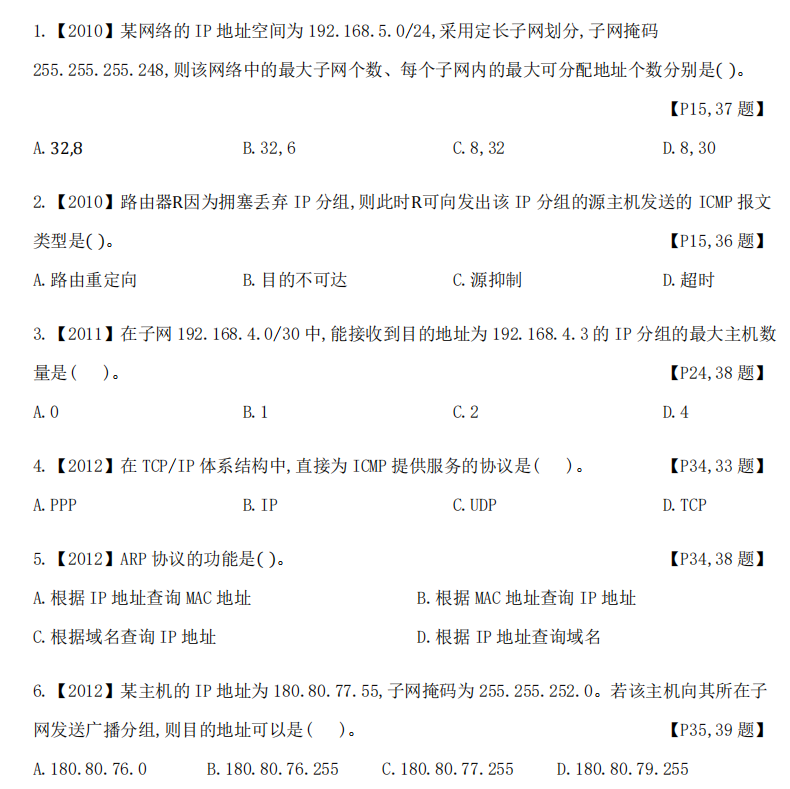 1.【2010】某网络的 IP 地址空间为 192.168.5.0/24,采用定长子网划分,子网掩码
255.255.255.248,则该网络中的最大子网个数、每个子网内的最大可分配地址个数分别是( )。
【P15,37 题】
A.32,8 B.32,6 C.8,32 D.8,30
2.【2010】路由器R因为拥塞丢弃 IP 分组,则此时R可向发出该 IP 分组的源主机发送的 ICMP 报文
类型是( )。 【P15,36 题】
A.路由重定向 B.目的不可达 C.源抑制 D.超时
3.【2011】在子网 192.168.4.0/30 中,能接收到目的地址为 192.168.4.3 的 IP 分组的最大主机数
量是( )。 【P24,38 题】
A.0 B.1 C.2 D.4
4.【2012】在 TCP/IP 体系结构中,直接为 ICMP 提供服务的协议是( )。 【P34,33 题】
A.PPP B.IP C.UDP D.TCP
5.【2012】ARP 协议的功能是( )。 【P34,38 题】
A.根据 IP 地址查询 MAC 地址 B.根据 MAC 地址查询 IP 地址
C.根据域名查询 IP 地址 D.根据 IP 地址查询域名
6.【2012】某主机的 IP 地址为 180.80.77.55,子网掩码为 255.255.252.0。若该主机向其所在子
网发送广播分组,则目的地址可以是( )。 【P35,39 题】
A.180.80.76.0 B.180.80.76.255 C.180.80.77.255 D.180.80.79.255